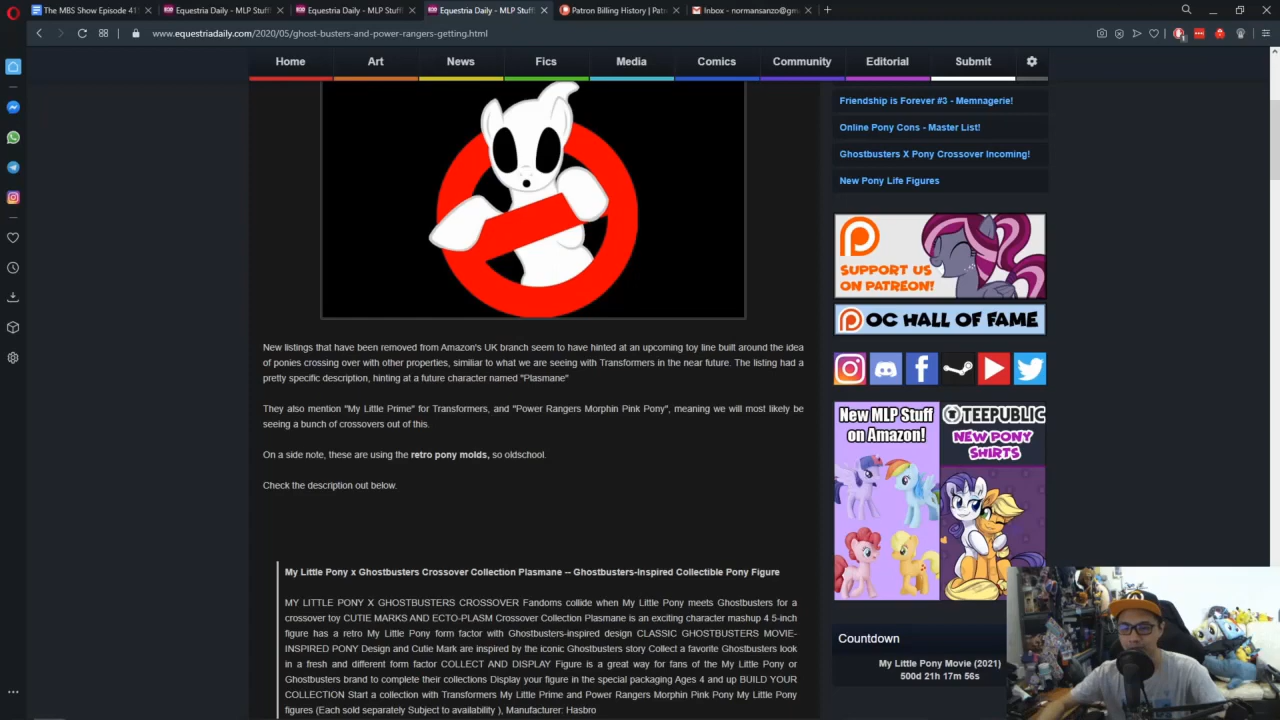 The MBS Show Episode 41
Equestria Daily - MLP Stuff
Equestria Daily - MLP Stuff
Equestria Daily - MLP Stuff
Patron Billing History | Pat
Inbox - normansanzo@gm
www.equestriadaily.com/2020/05/ghost-busters-and-power-rangers-getting.html
Home
Art
News
Fics
Media
Comics
Community
Editorial
Submit
Friendship is Forever #3 - Memnagerie!
Online Pony Cons - Master List!
Ghostbusters X Pony Crossover Incoming!
New Pony Life Figures
SUPPORT US
ON PATREON!
OC HALL OF FAME
New listings that have been removed from Amazon's UK branch seem to have hinted at an upcoming toy line built around the idea
of ponies crossing over with other properties, similiar to what we are seeing with Transformers in the near future. The listing had a
pretty specific description, hinting at a future character named "Plasmane"
They also mention "My Little Prime" for Transformers, and "Power Rangers Morphin Pink Pony", meaning we will most likely be
seeing a bunch of crossovers out of this.
On a side note, these are using the retro pony molds, so oldschool.
Check the description out below.
New MLP Stuff
on Amazon!
TEEPUBLIC
NEW PONY
SHIRTS
My Little Pony x Ghostbusters Crossover Collection Plasmane -- Ghostbusters-Inspired Collectible Pony Figure
MY LITTLE PONY X GHOSTBUSTERS CROSSOVER Fandoms collide when My Little Pony meets Ghostbusters for a
crossover toy CUTIE MARKS AND ECTO-PLASM Crossover Collection Plasmane is an exciting character mashup 4 5-inch
figure has a retro My Little Pony form factor with Ghostbusters-inspired design CLASSIC GHOSTBUSTERS MOVIE-
INSPIRED PONY Design and Cutie Mark are inspired by the iconic Ghostbusters story Collect a favorite Ghostbusters look
in a fresh and different form factor COLLECT AND DISPLAY Figure is a great way for fans of the My Little Pony or
Ghostbusters brand to complete their collections Display your figure in the special packaging Ages 4 and up BUILD YOUR
COLLECTION Start a collection with Transformers My Little Prime and Power Rangers Morphin Pink Pony My Little Pony
figures (Each sold separately Subject to availability ), Manufacturer: Hasbro
Countdown
My Little Pony Movie (2021)
500d 21h 17m 56s